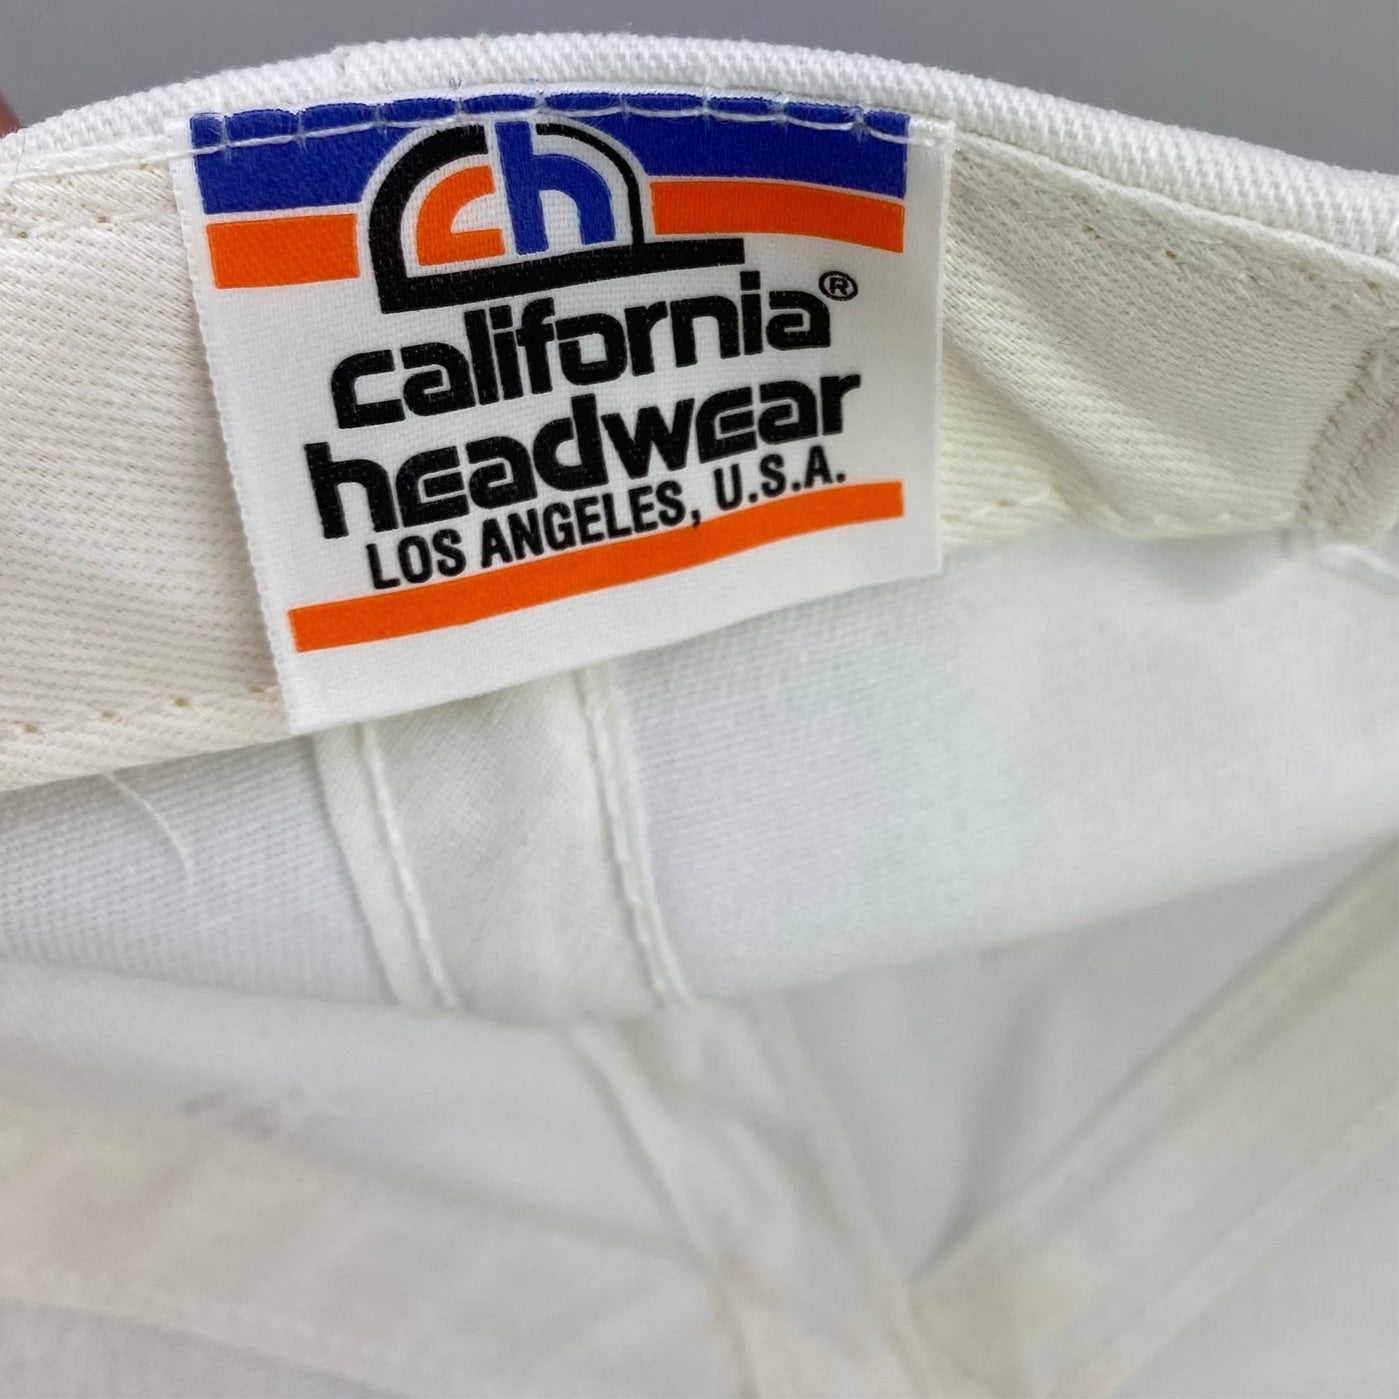 ch
california®
headwear
LOS ANGELES, U.S.A.